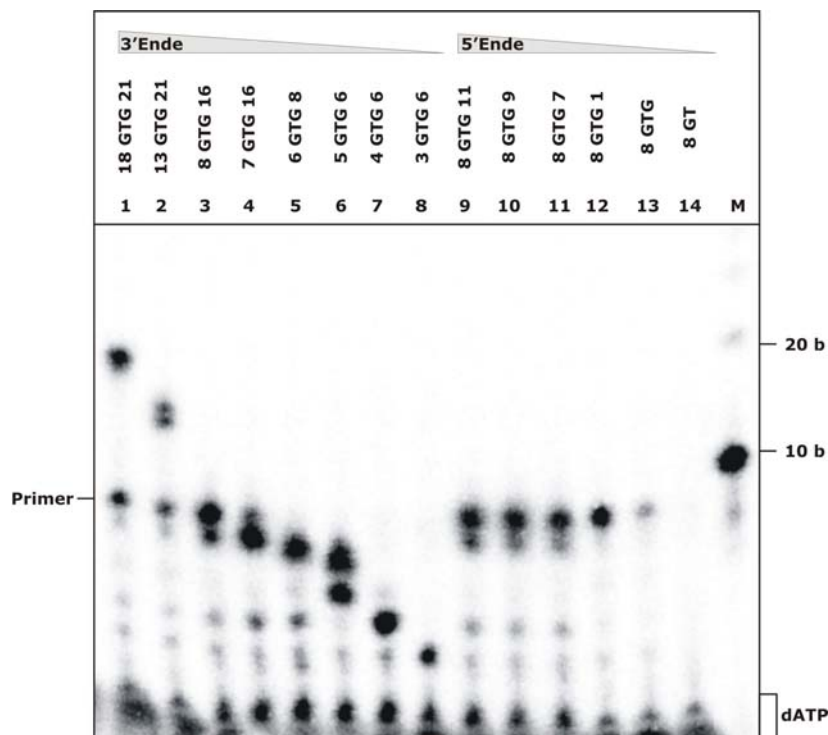 3'Ende 5'Ende
18 GTG 21
13 GTG 21
8 GTG 16
7 GTG 16
6 GTG 8
5 GTG 6
4 GTG 6
3 GTG 6
8 GTG 11
8 GTG 9
8 GTG 7
8 GTG 1
8 GTG
8 GT
1 2 3 4 5 6 7 8 9 10 11 12 13 14 M
20 b
10 b
Primer
dATP